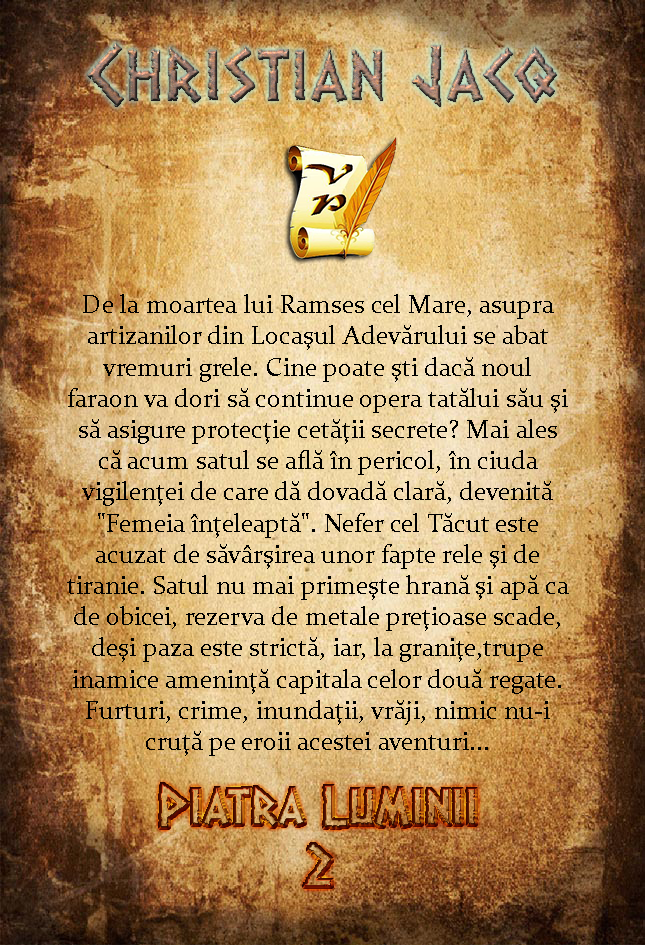 CHRISTIAN JACQ
V
n
De la moartea lui Ramses cel Mare, asupra
artizanilor din Locaşul Adevărului se abat
vremuri grele. Cine poate şti dacă noul
faraon va dori să continue opera tatălui său şi
să asigure protecţie cetăţii secrete? Mai ales
că acum satul se află în pericol, în ciuda
vigilenţei de care dă dovadă clară, devenită
"Femeia înţeleaptă". Nefer cel Tăcut este
acuzat de săvârşirea unor fapte rele şi de
tiranie. Satul nu mai primeşte hrană şi apă ca
de obicei, rezerva de metale preţioase scade,
deşi paza este strictă, iar, la graniţe,trupe
inamice ameninţă capitala celor două regate.
Furturi, crime, inundaţii, vrăji, nimic nu-i
cruţă pe eroii acestei aventuri...
PIATRA LUMINII
2